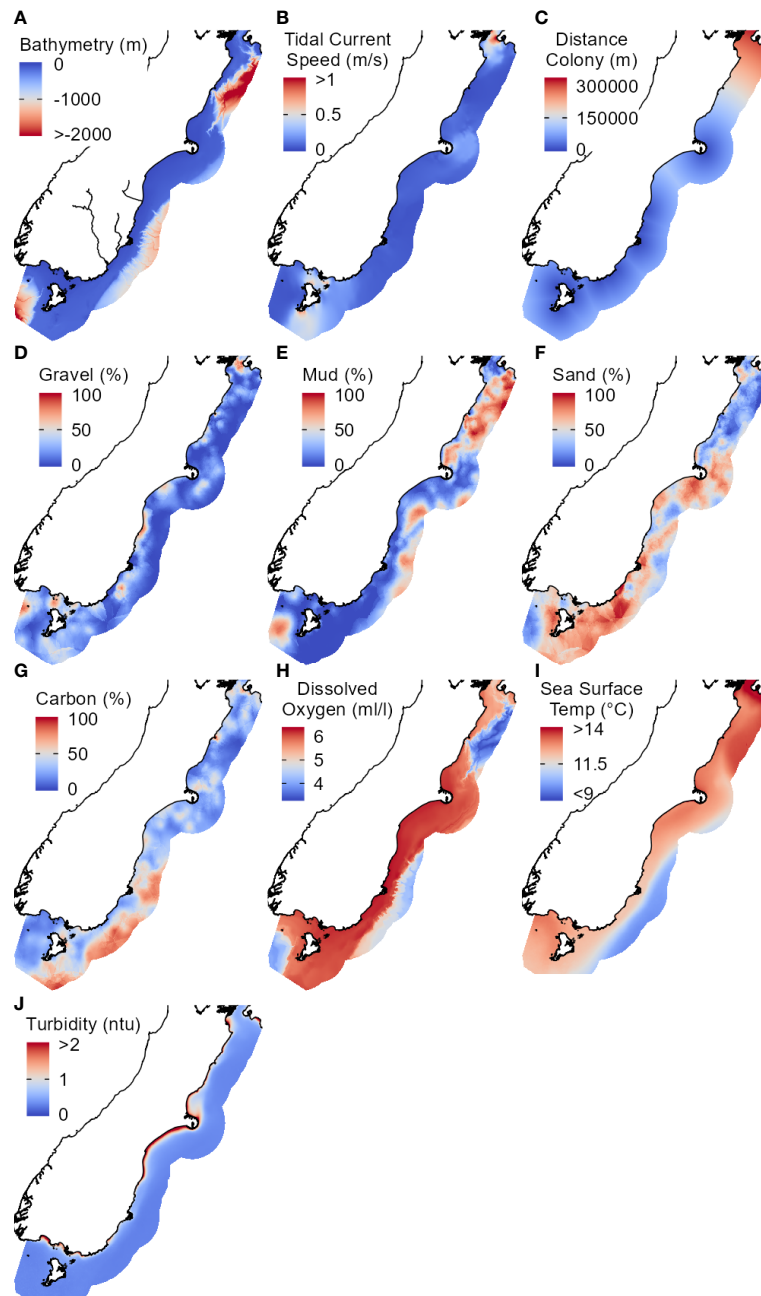 A
Bathymetry (m)
0
-1000
>-2000
B
Tidal Current
Speed (m/s)
>1
0.5
0
C
Distance
Colony (m)
300000
150000
0
D
Gravel (%)
100
50
0
E
Mud (%)
100
50
0
F
Sand (%)
100
50
0
G
Carbon (%)
100
50
0
H
Dissolved
Oxygen (ml/l)
6
5
4
I
Sea Surface
Temp (°C)
>14
11.5
<9
J
Turbidity (ntu)
>2
1
0